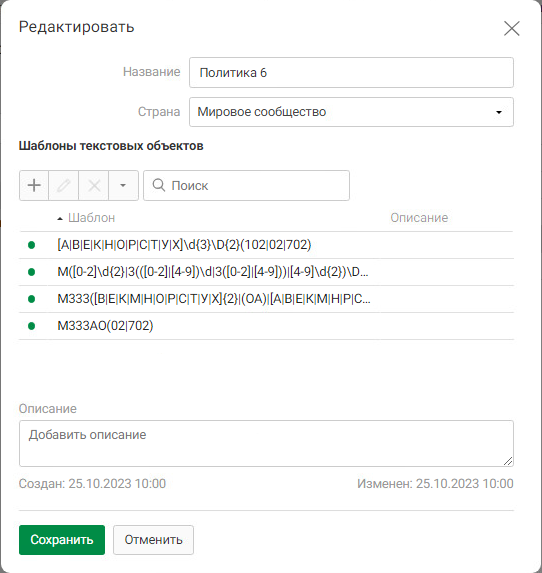 Редактировать
Название
Политика 6
Страна
Мировое сообщество
Шаблоны текстовых объектов
Поиск
Шаблон Описание
[А|В|Е|К|Н|О|Р|С|Т|У|Х]\d{3}\D{2}(102|02|702)
М([0-2]\d{2}|3(([0-2]|[4-9])\d|3([0-2]|[4-9]))|[4-9]\d{2})\D...
М333([В|Е|К|М|Н|О|Р|С|Т|У|Х]{2}|(ОА)|[А|В|Е|К|М|Н|Р|С...
М333АО(02|702)
Описание
Добавить описание
Создан: 25.10.2023 10:00 Изменен: 25.10.2023 10:00
Сохранить Отменить